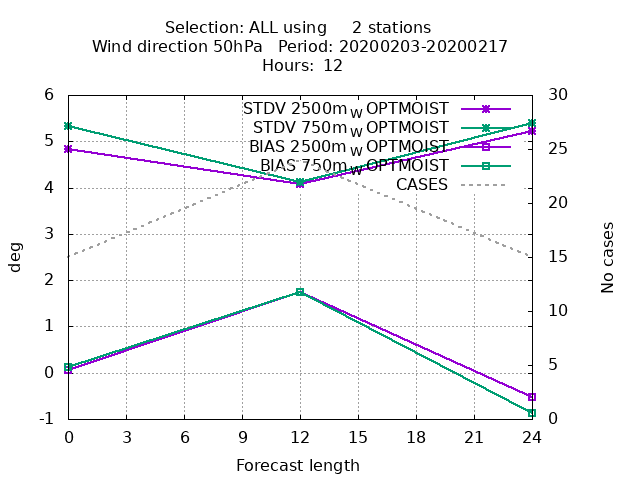 Selection: ALL using     2 stations
Wind direction 50hPa   Period: 20200203-20200217
Hours: 12
STDV 2500m_W OPTMOIST
STDV 750m_W OPTMOIST
BIAS 2500m_W OPTMOIST
BIAS 750m_W OPTMOIST
CASES
6
5
4
3
2
1
0
-1
30
25
20
15
10
5
0
deg
No cases
0 3 6 9 12 15 18 21 24
Forecast length